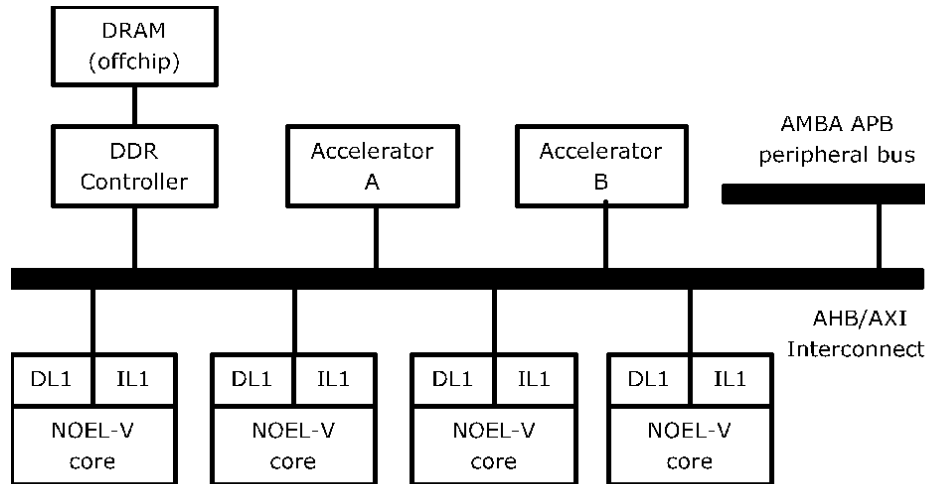 DRAM
(offchip)
DDR
Controller
Accelerator
A
Accelerator
B
AMBA APB
peripheral bus
AHB/AXI
Interconnect
DL1
IL1
NOEL-V
core
DL1
IL1
NOEL-V
core
DL1
IL1
NOEL-V
core
DL1
IL1
NOEL-V
core